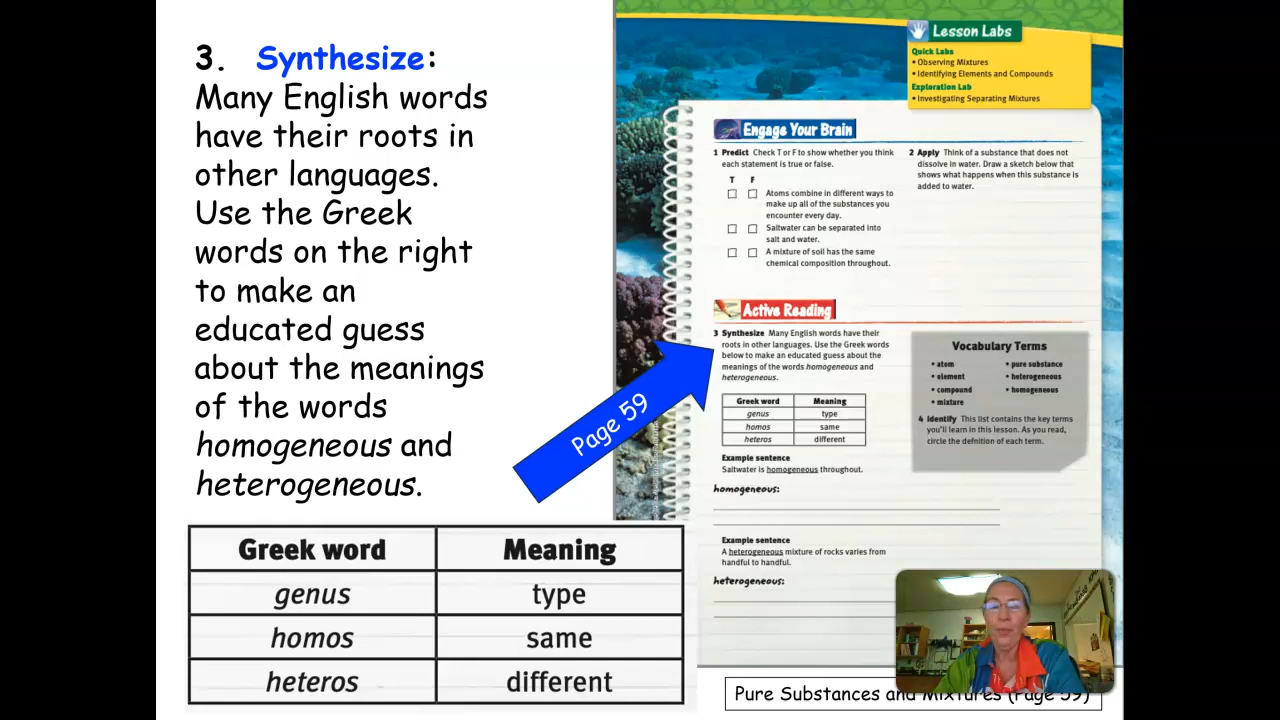 3. Synthesize:
Many English words
have their roots in
other languages.
Use the Greek
words on the right
to make an
educated guess
about the meanings
of the words
homogeneous and
heterogeneous.
Greek word Meaning
genus type
homos same
heteros different
Page 59
Lesson Labs
Quick Labs
• Observing Mixtures
• Identifying Elements and Compounds
Exploration Lab
• Investigating Separating Mixtures
Engage Your Brain
1 Predict Check T or F to show whether you think
each statement is true or false.
T F
Atoms combine in different ways to
make up all of the substances you
encounter every day.
Saltwater can be separated into
salt and water.
A mixture of soil has the same
chemical composition throughout.
2 Apply Think of a substance that does not
dissolve in water. Draw a sketch below that
shows what happens when this substance is
added to water.
Active Reading
3 Synthesize Many English words have their
roots in other languages. Use the Greek words
below to make an educated guess about the
meanings of the words homogeneous and
heterogeneous.
Greek word Meaning
genus type
homos same
heteros different
Example sentence
Saltwater is homogeneous throughout.
homogeneous:
Example sentence
A heterogeneous mixture of rocks varies from
handful to handful.
heterogeneous:
Vocabulary Terms
• atom • pure substance
• element • heterogeneous
• compound • homogeneous
• mixture
4 Identify This list contains the key terms
you'll learn in this lesson. As you read,
circle the definition of each term.
Pure Substances and Mixtures (Page 59)